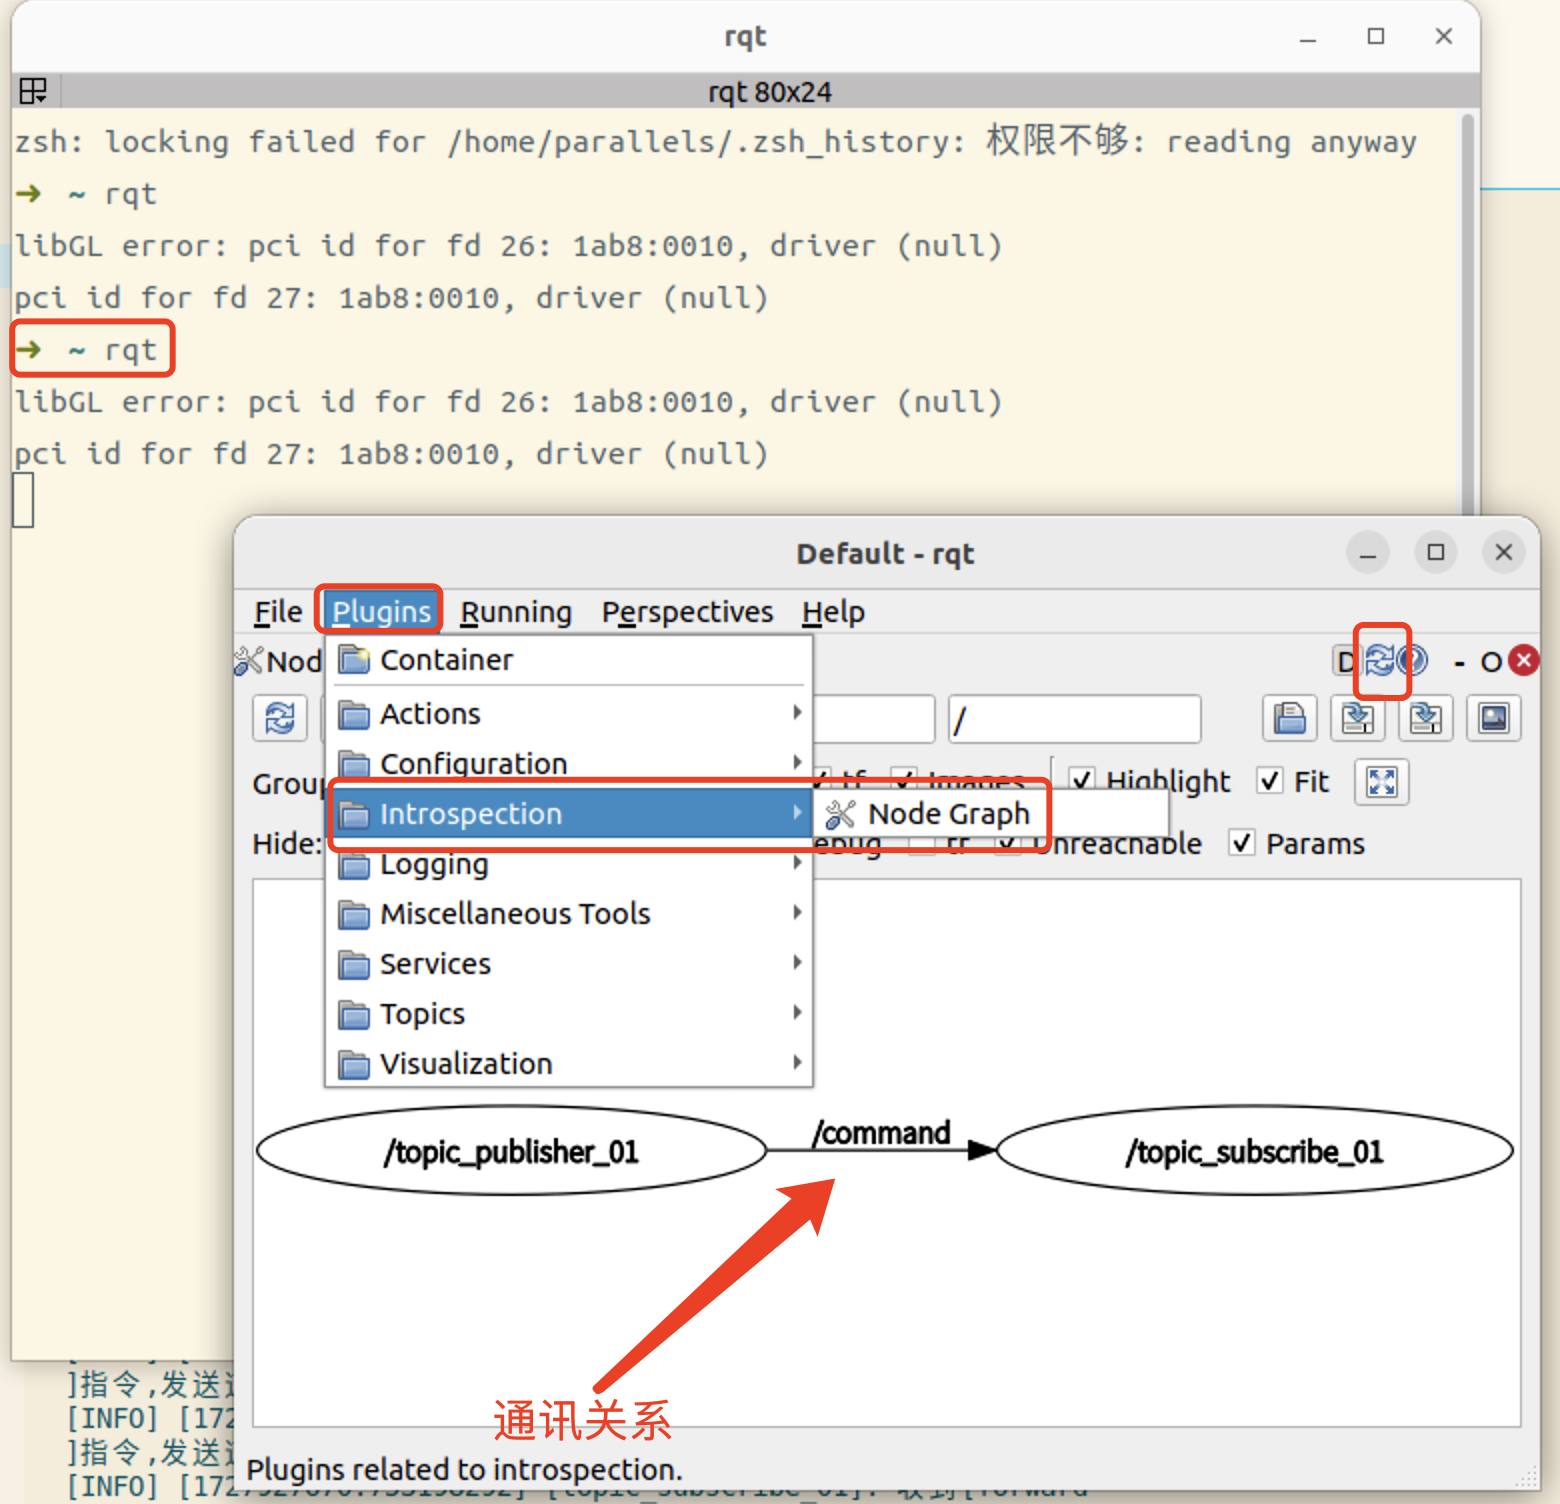 rqt
rqt 80x24
zsh: locking failed for /home/parallels/.zsh_history: 权限不够: reading anyway
➜ ~ rqt
libGL error: pci id for fd 26: 1ab8:0010, driver (null)
pci id for fd 27: 1ab8:0010, driver (null)
➜ ~ rqt
libGL error: pci id for fd 26: 1ab8:0010, driver (null)
pci id for fd 27: 1ab8:0010, driver (null)
Default - rqt
File Plugins Running Perspectives Help
Nod D - O
Container
Actions
/
Configuration
Group tf Images Highlight Fit
Introspection Node Graph
Hide: ebug tf Unreachable Params
Logging
Miscellaneous Tools
Services
Topics
Visualization
/topic_publisher_01 /command /topic_subscribe_01
通讯关系
]指令,发送
[INFO] [172
]指令,发送
Plugins related to introspection.
[INFO]